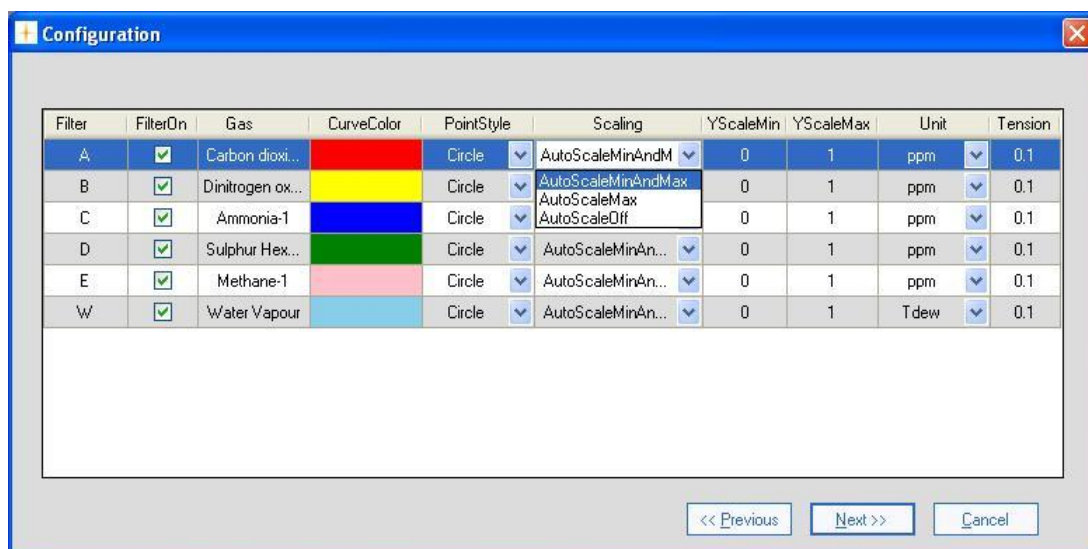 Configuration
Filter FilterOn Gas CurveColor PointStyle Scaling YScaleMin YScaleMax Unit Tension
A Carbon dioxi... Circle AutoScaleMinAndM 0 1 ppm 0.1
B Dinitrogen ox... Circle AutoScaleMinAndMax 0 1 ppm 0.1
AutoScaleMax
C Ammonia-1 Circle AutoScaleOff 0 1 ppm 0.1
D Sulphur Hex... Circle AutoScaleMinAn... 0 1 ppm 0.1
E Methane-1 Circle AutoScaleMinAn... 0 1 ppm 0.1
W Water Vapour Circle AutoScaleMinAn... 0 1 Tdew 0.1
<< Previous Next >> Cancel